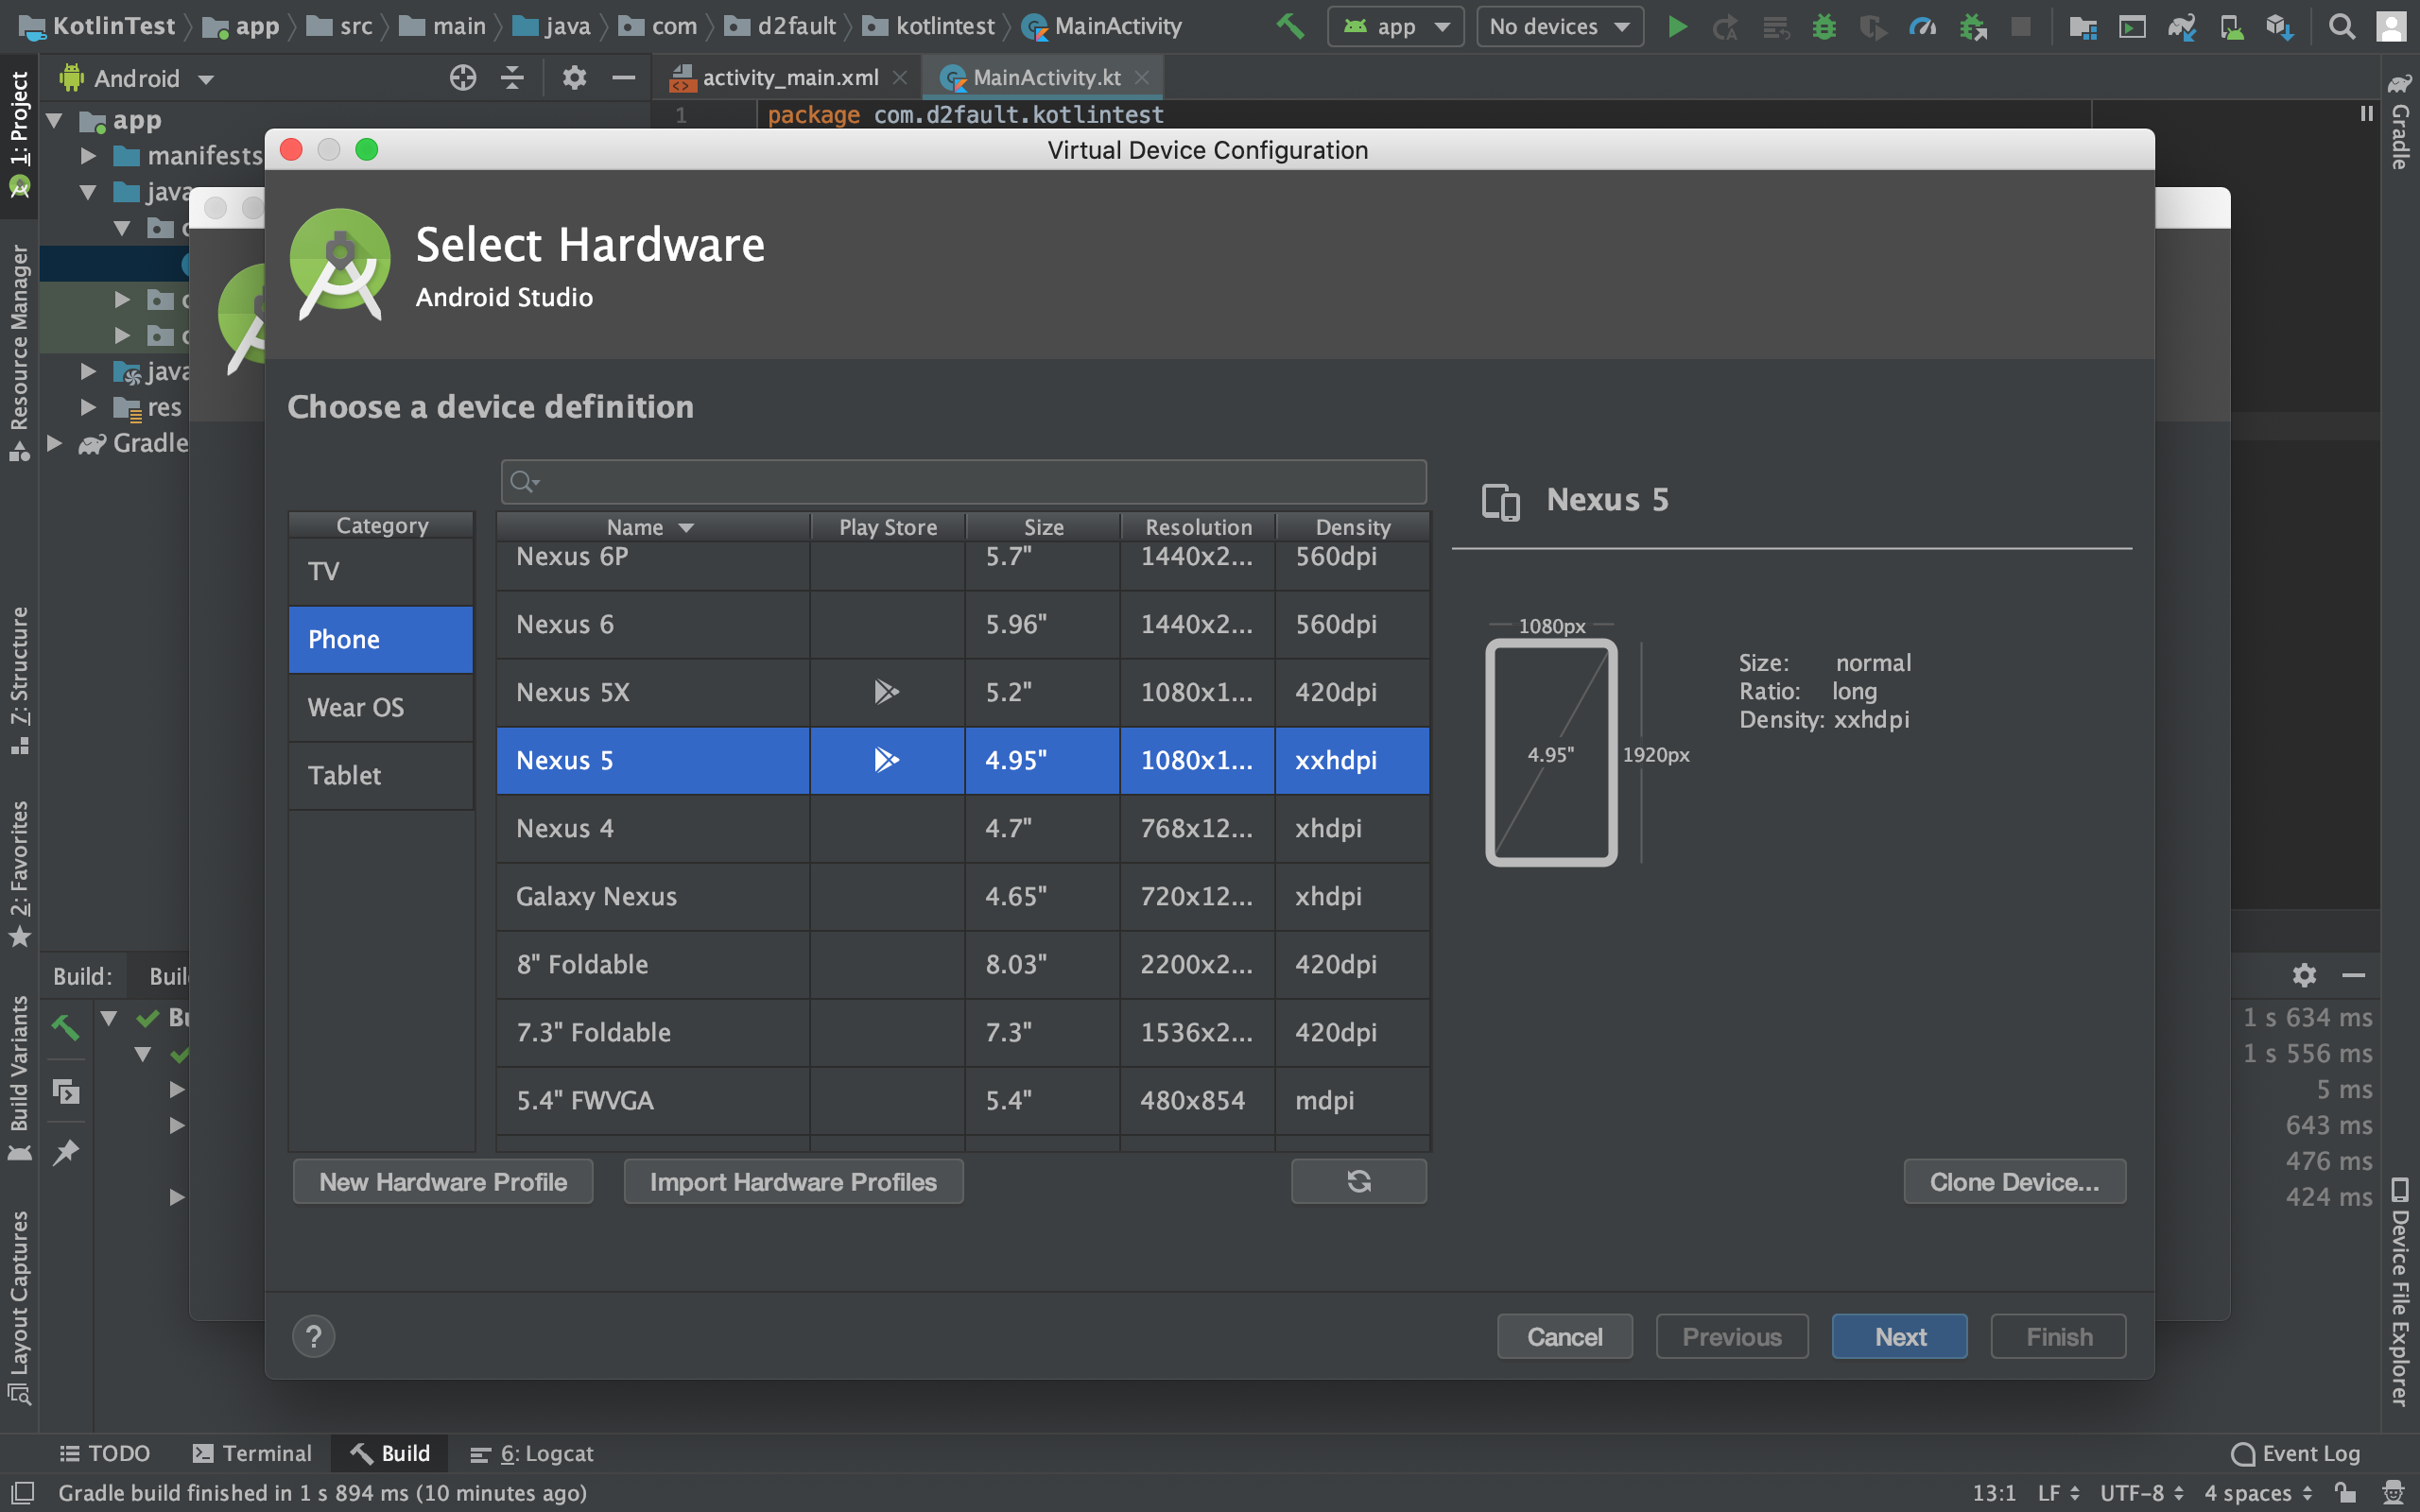 KotlinTest app src main java com d2fault kotlintest MainActivity app No devices
Android
activity_main.xml MainActivity.kt
1: Project
Resource Manager
7: Structure
2: Favorites
Build Variants
Layout Captures
Gradle
Device File Explorer
app
manifests
java
java
res
Gradle
1 package com.d2fault.kotlintest
Virtual Device Configuration
Select Hardware
Android Studio
Choose a device definition
Category
TV
Phone
Wear OS
Tablet
Name Play Store Size Resolution Density
Nexus 6P 5.7" 1440x2... 560dpi
Nexus 6 5.96" 1440x2... 560dpi
Nexus 5X 5.2" 1080x1... 420dpi
Nexus 5 4.95" 1080x1... xxhdpi
Nexus 4 4.7" 768x12... xhdpi
Galaxy Nexus 4.65" 720x12... xhdpi
8" Foldable 8.03" 2200x2... 420dpi
7.3" Foldable 7.3" 1536x2... 420dpi
5.4" FWVGA 5.4" 480x854 mdpi
Nexus 5
1080px
4.95"
1920px
Size: normal
Ratio: long
Density: xxhdpi
New Hardware Profile Import Hardware Profiles Clone Device...
? Cancel Previous Next Finish
Build:
1 s 634 ms
1 s 556 ms
5 ms
643 ms
476 ms
424 ms
TODO Terminal Build 6: Logcat Event Log
Gradle build finished in 1 s 894 ms (10 minutes ago) 13:1 LF UTF-8 4 spaces